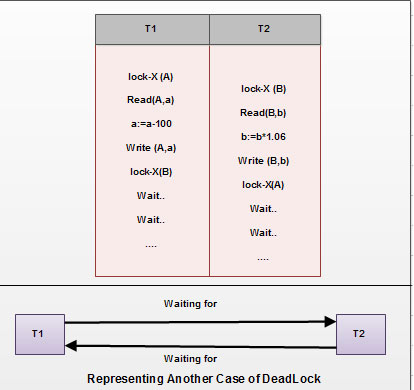 T1
T2
lock-X (A)
Read(A,a)
a:=a-100
Write (A,a)
lock-X(B)
Wait..
Wait..
....
lock-X (B)
Read(B,b)
b:=b*1.06
Write (B,b)
lock-X(A)
Wait..
Wait..
....
Waiting for
T1
T2
Waiting for
Representing Another Case of DeadLock